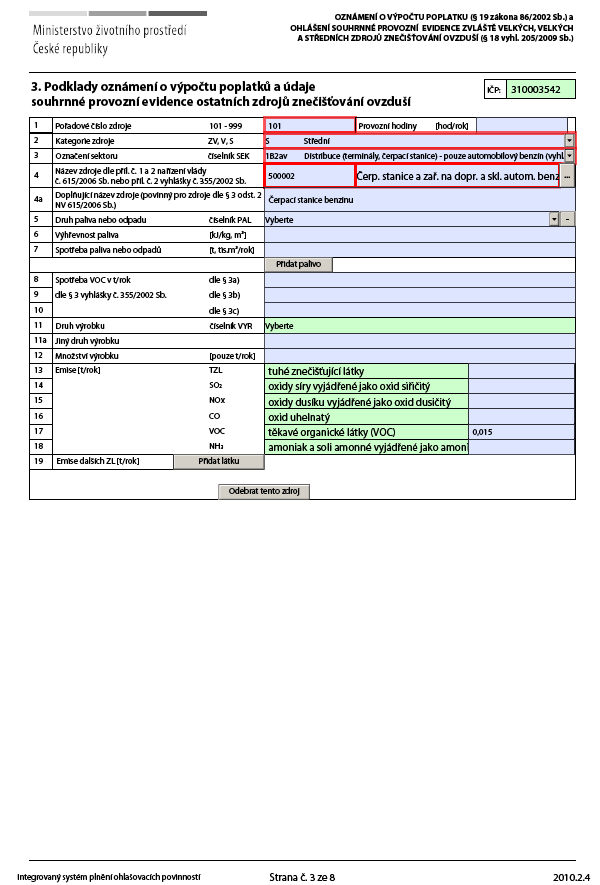 Ministerstvo životního prostředí
České republiky
OZNÁMENÍ O VÝPOČTU POPLATKU (§ 19 zákona 86/2002 Sb.) a
OHLÁŠENÍ SOUHRNNÉ PROVOZNÍ EVIDENCE ZVLÁŠTĚ VELKÝCH, VELKÝCH
A STŘEDNÍCH ZDROJŮ ZNEČIŠŤOVÁNÍ OVZDUŠÍ (§ 18 vyhl. 205/2009 Sb.)
3. Podklady oznámení o výpočtu poplatků a údaje
souhrnné provozní evidence ostatních zdrojů znečišťování ovzduší
IČP: 310003542
1 Pořadové číslo zdroje 101 - 999 101 Provozní hodiny [hod/rok]
2 Kategorie zdroje ZV, V, S S Střední
3 Označení sektoru číselník SEK 1B2av Distribuce (terminály, čerpací stanice) - pouze automobilový benzín (vyhl.
4 Název zdroje dle příl. č. 1 a 2 nařízení vlády
č. 615/2006 Sb. nebo příl. č. 2 vyhlášky č. 355/2002 Sb. 500002 Čerp. stanice a zař. na dopr. a skl. autom. benz ...
4a Doplňující název zdroje (povinný pro zdroje dle § 3 odst. 2
NV 615/2006 Sb.) Čerpací stanice benzinu
5 Druh paliva nebo odpadu číselník PAL Vyberte -
6 Výhřevnost paliva [kJ/kg, m³]
7 Spotřeba paliva nebo odpadů [t, tis.m³/rok]
Přidat palivo
8 Spotřeba VOC v t/rok dle § 3a)
9 dle § 3 vyhlášky č. 355/2002 Sb. dle § 3b)
10 dle § 3c)
11 Druh výrobku číselník VYR Vyberte
11a Jiný druh výrobku
12 Množství výrobku [pouze t/rok]
13 Emise [t/rok] TZL tuhé znečišťující látky
14 SO₂ oxidy síry vyjádřené jako oxid siřičitý
15 NOx oxidy dusíku vyjádřené jako oxid dusičitý
16 CO oxid uhelnatý
17 VOC těkavé organické látky (VOC) 0,015
18 NH₃ amoniak a soli amonné vyjádřené jako amoni
19 Emise dalších ZL [t/rok] Přidat látku
Odebrat tento zdroj
Integrovaný systém plnění ohlašovacích povinností Strana č. 3 ze 8 2010.2.4